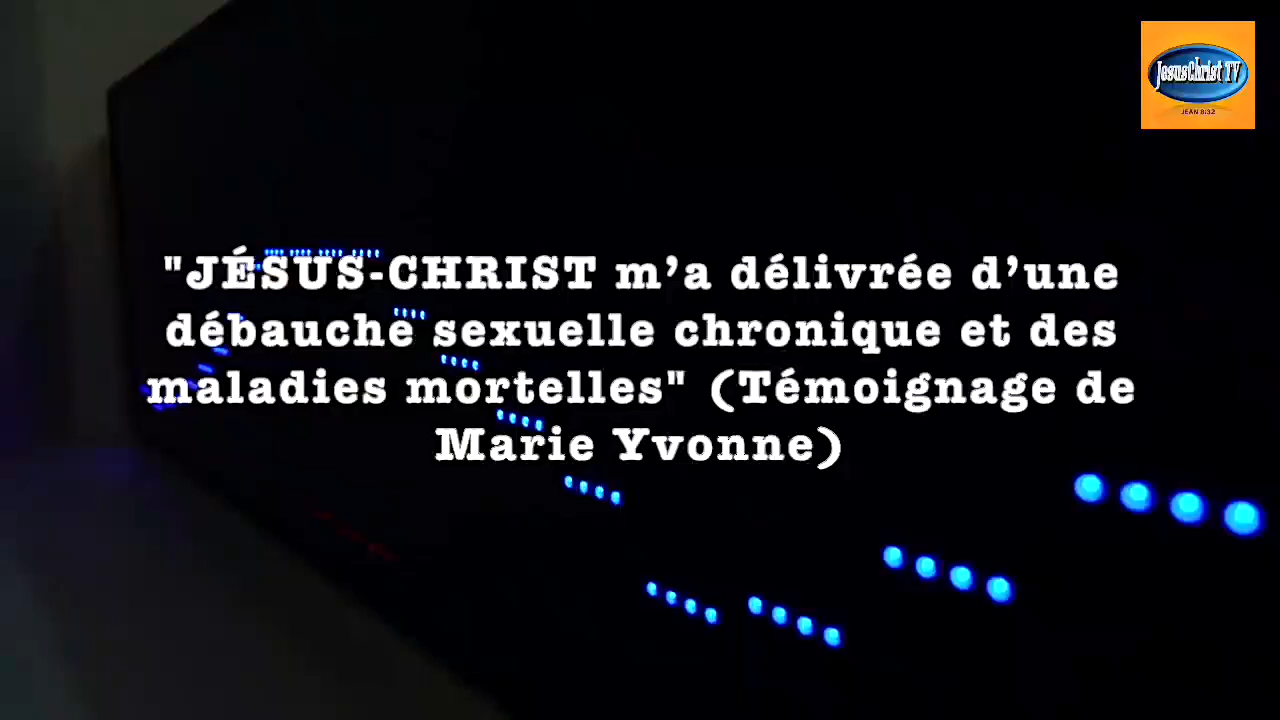 JesusChrist TV
JEAN 8:32
"JÉSUS-CHRIST m’a délivrée d’une
débauche sexuelle chronique et des
maladies mortelles" (Témoignage de
Marie Yvonne)